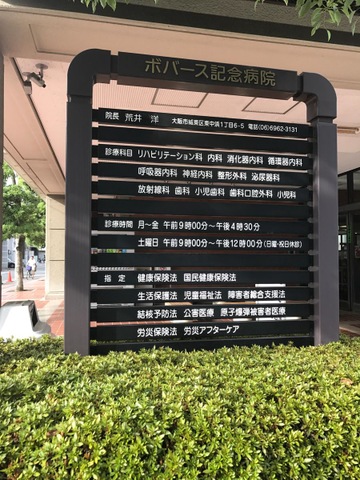 ボバース記念病院
院長 荒井 洋 大阪市城東区東中浜1丁目6-5 電話(06)6962-3131
診療科目 リハビリテーション科 内科 消化器内科 循環器内科
呼吸器内科 神経内科 整形外科 泌尿器科
放射線科 歯科 小児歯科 歯科口腔外科 小児科
診療時間 月~金 午前9時00分~午後4時30分
土曜日 午前9時00分~午後12時00分(日曜・祝日休診)
指定 健康保険法 国民健康保険法
生活保護法 児童福祉法 障害者総合支援法
結核予防法 公害医療 原子爆弾被害者医療
労災保険法 労災アフターケア